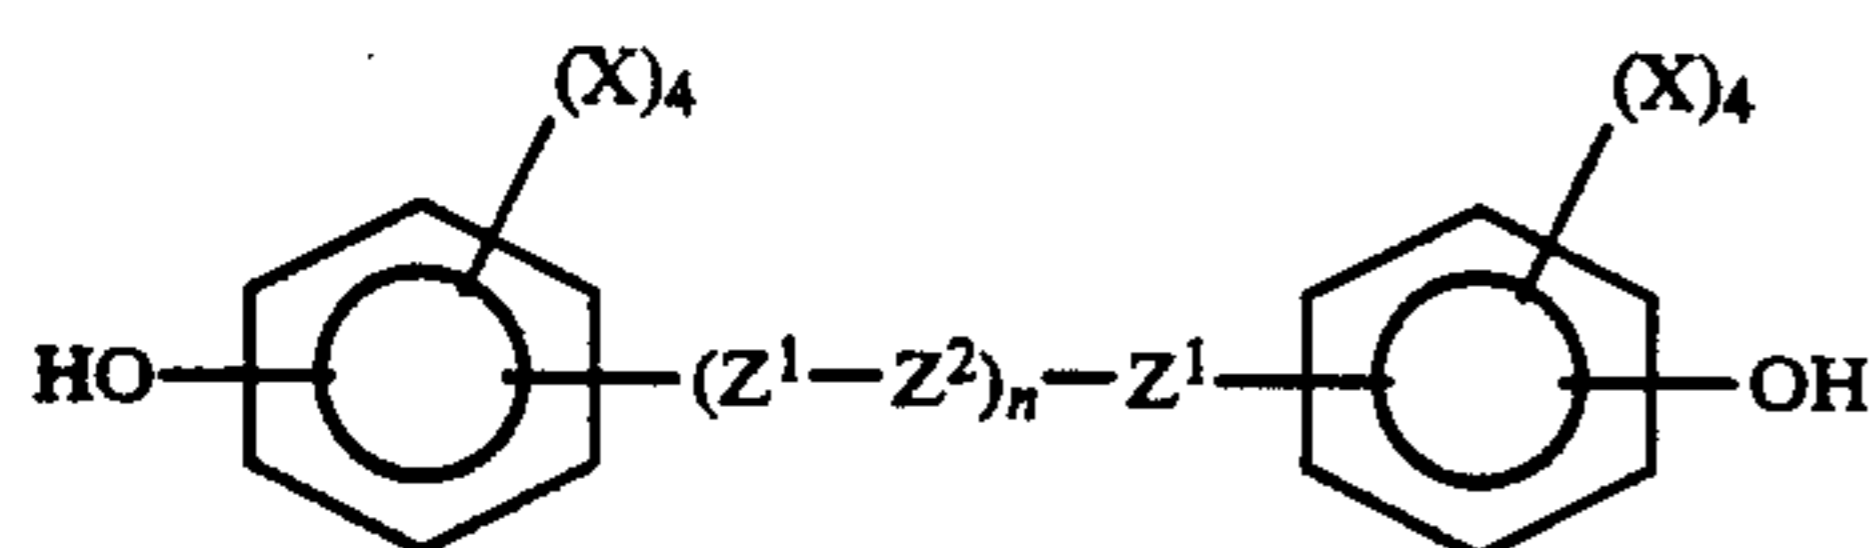 (X)₄ (X)₄
HO (Z¹—Z²)ₙ—Z¹ OH